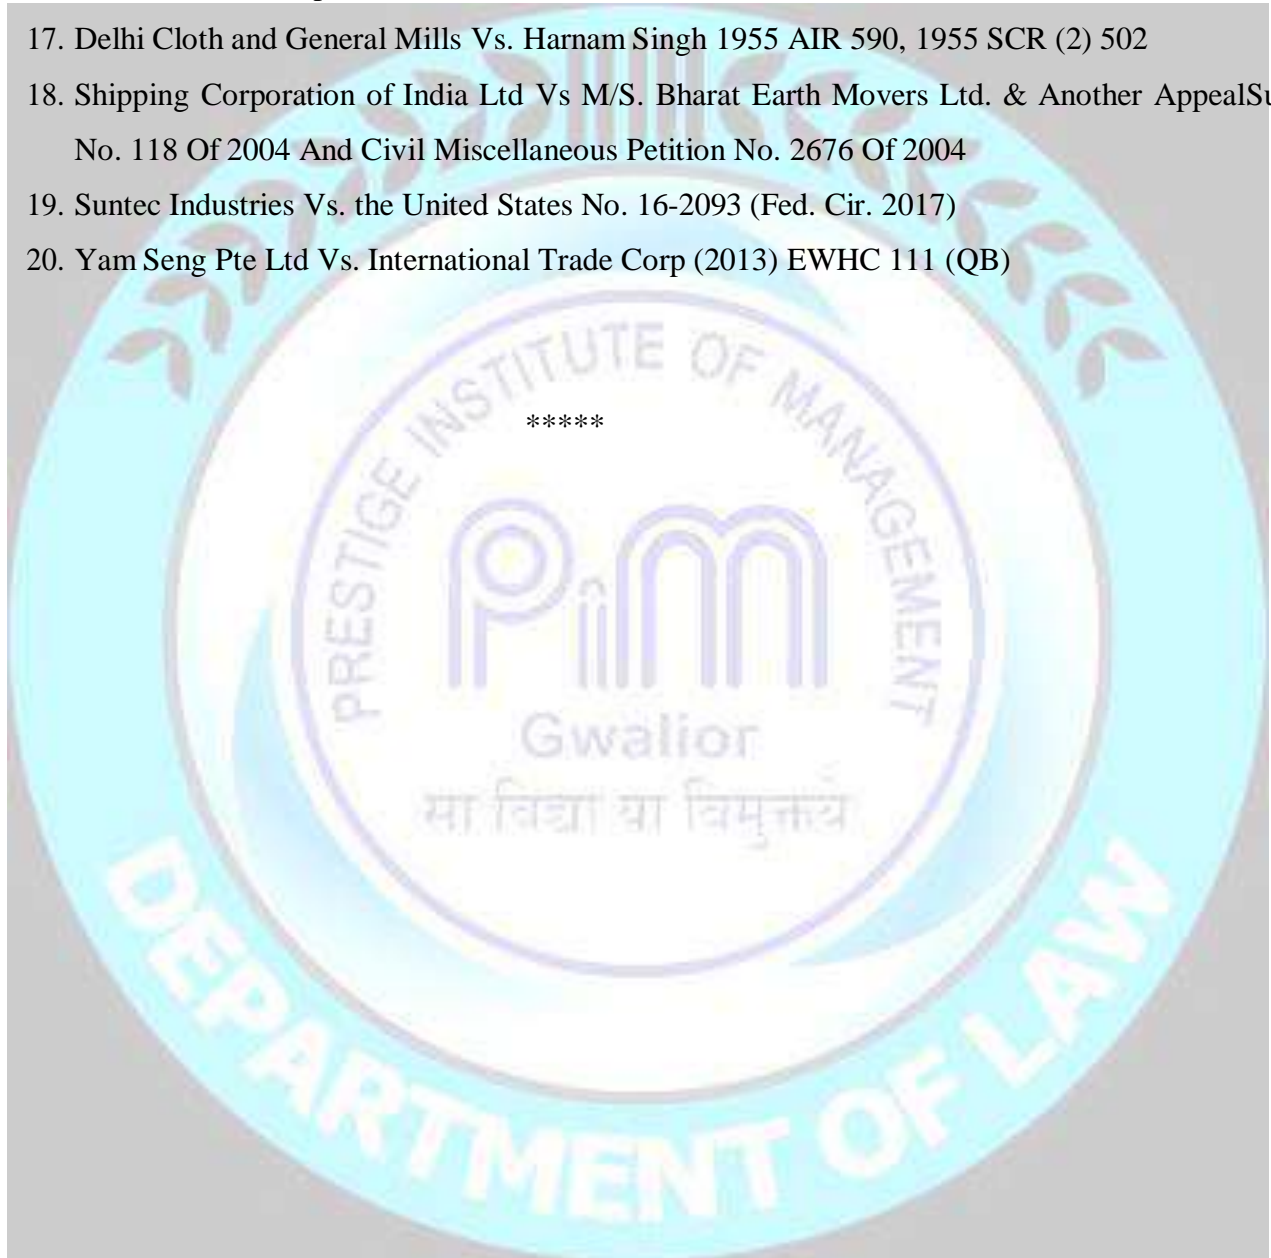 17. Delhi Cloth and General Mills Vs. Harnam Singh 1955 AIR 590, 1955 SCR (2) 502
18. Shipping Corporation of India Ltd Vs M/S. Bharat Earth Movers Ltd. & Another AppealSu
No. 118 Of 2004 And Civil Miscellaneous Petition No. 2676 Of 2004
19. Suntec Industries Vs. the United States No. 16-2093 (Fed. Cir. 2017)
20. Yam Seng Pte Ltd Vs. International Trade Corp (2013) EWHC 111 (QB)
*****
PRESTIGE INSTITUTE OF MANAGEMENT
PiM
Gwalior
सा विद्या या विमुक्तये
DEPARTMENT OF LAW